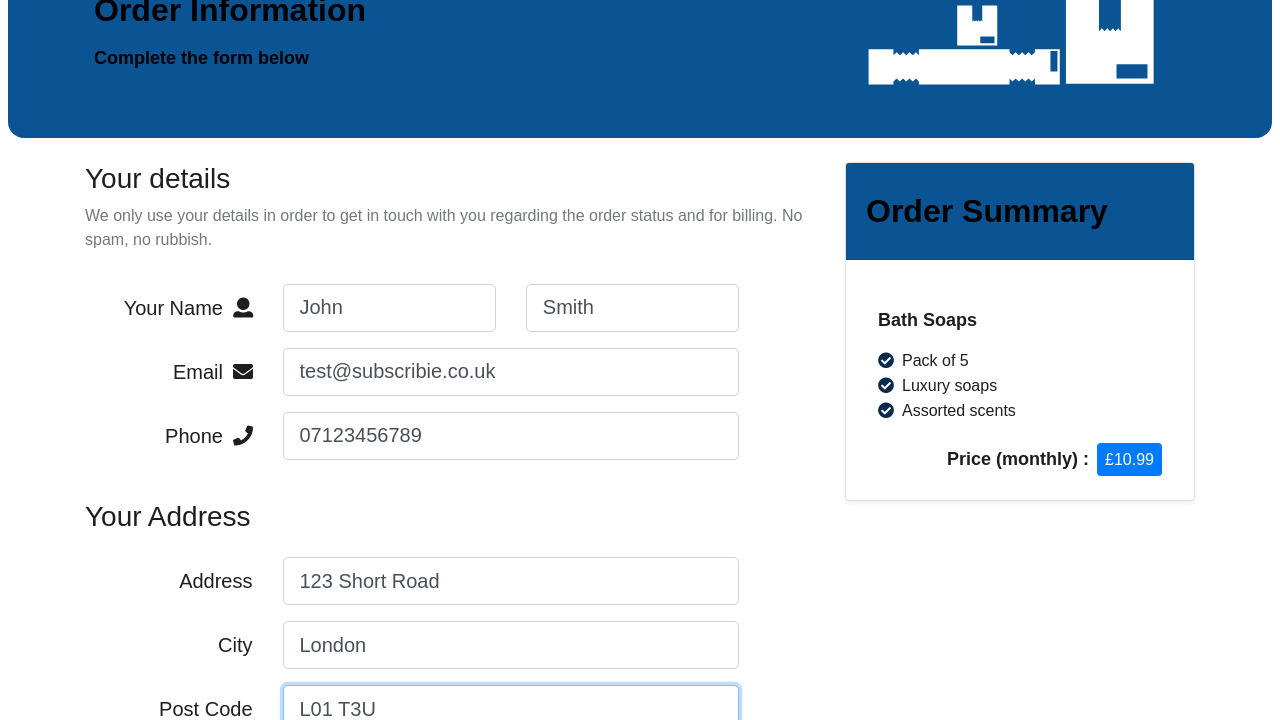 Order Information
Complete the form below
Your details
We only use your details in order to get in touch with you regarding the order status and for billing. No
spam, no rubbish.
Your Name John Smith
Email test@subscribie.co.uk
Phone 07123456789
Your Address
Address 123 Short Road
City London
Post Code L01 T3U
Order Summary
Bath Soaps
Pack of 5
Luxury soaps
Assorted scents
Price (monthly) : £10.99